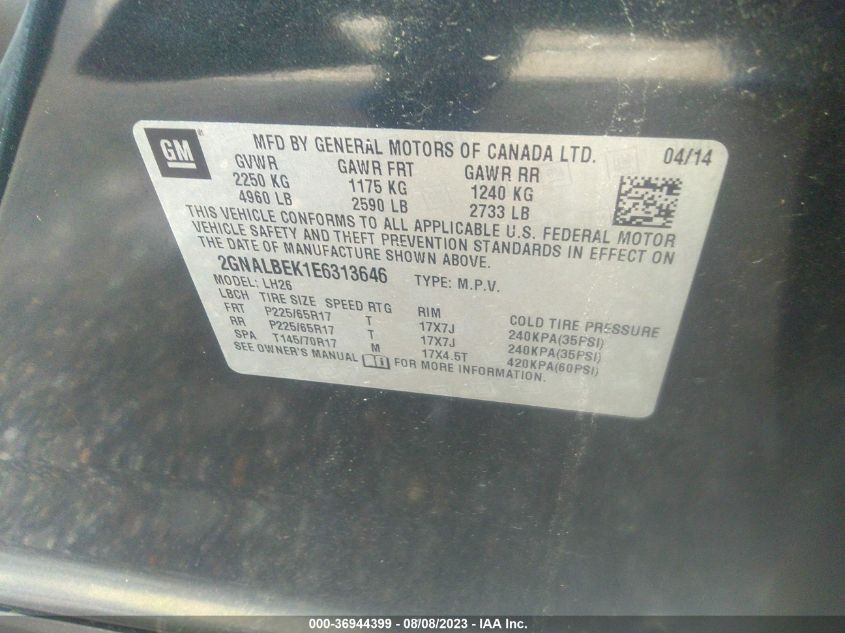 GM
MFD BY GENERAL MOTORS OF CANADA LTD. 04/14
GVWR GAWR FRT GAWR RR
2250 KG 1175 KG 1240 KG
4960 LB 2590 LB 2733 LB
THIS VEHICLE CONFORMS TO ALL APPLICABLE U.S. FEDERAL MOTOR
VEHICLE SAFETY AND THEFT PREVENTION STANDARDS IN EFFECT ON
THE DATE OF MANUFACTURE SHOWN ABOVE.
2GNALBEK1E6313646 TYPE: M.P.V.
MODEL: LH26
LBCH TIRE SIZE SPEED RTG RIM COLD TIRE PRESSURE
FRT P225/65R17 T 17X7J 240KPA(35PSI)
RR P225/65R17 T 17X7J 240KPA(35PSI)
SPA T145/70R17 M 17X4.5T 420KPA(60PSI)
SEE OWNER'S MANUAL FOR MORE INFORMATION.
000-36944399 - 08/08/2023 - IAA Inc.